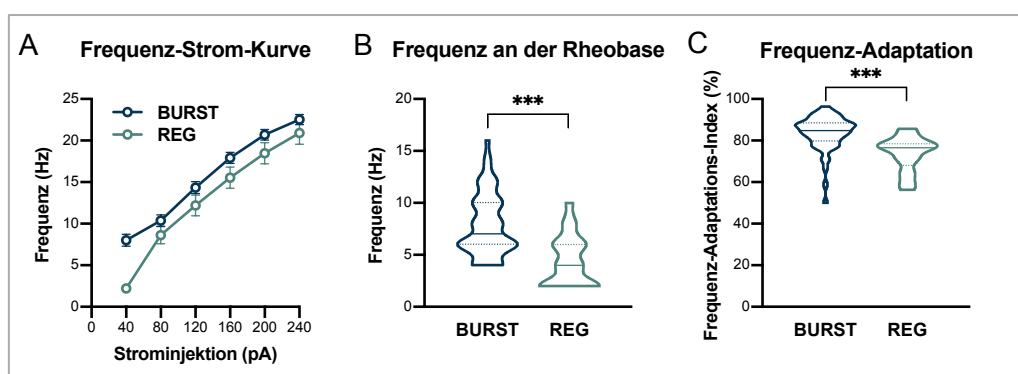 A
Frequenz-Strom-Kurve
Frequenz (Hz)
25
20
15
10
5
0
BURST
REG
0 40 80 120 160 200 240
Strominjektion (pA)
B
Frequenz an der Rheobase
Frequenz (Hz)
20
15
10
5
0
***
BURST REG
C
Frequenz-Adaptation
Frequenz-Adaptations-Index (%)
100
80
60
40
20
0
***
BURST REG